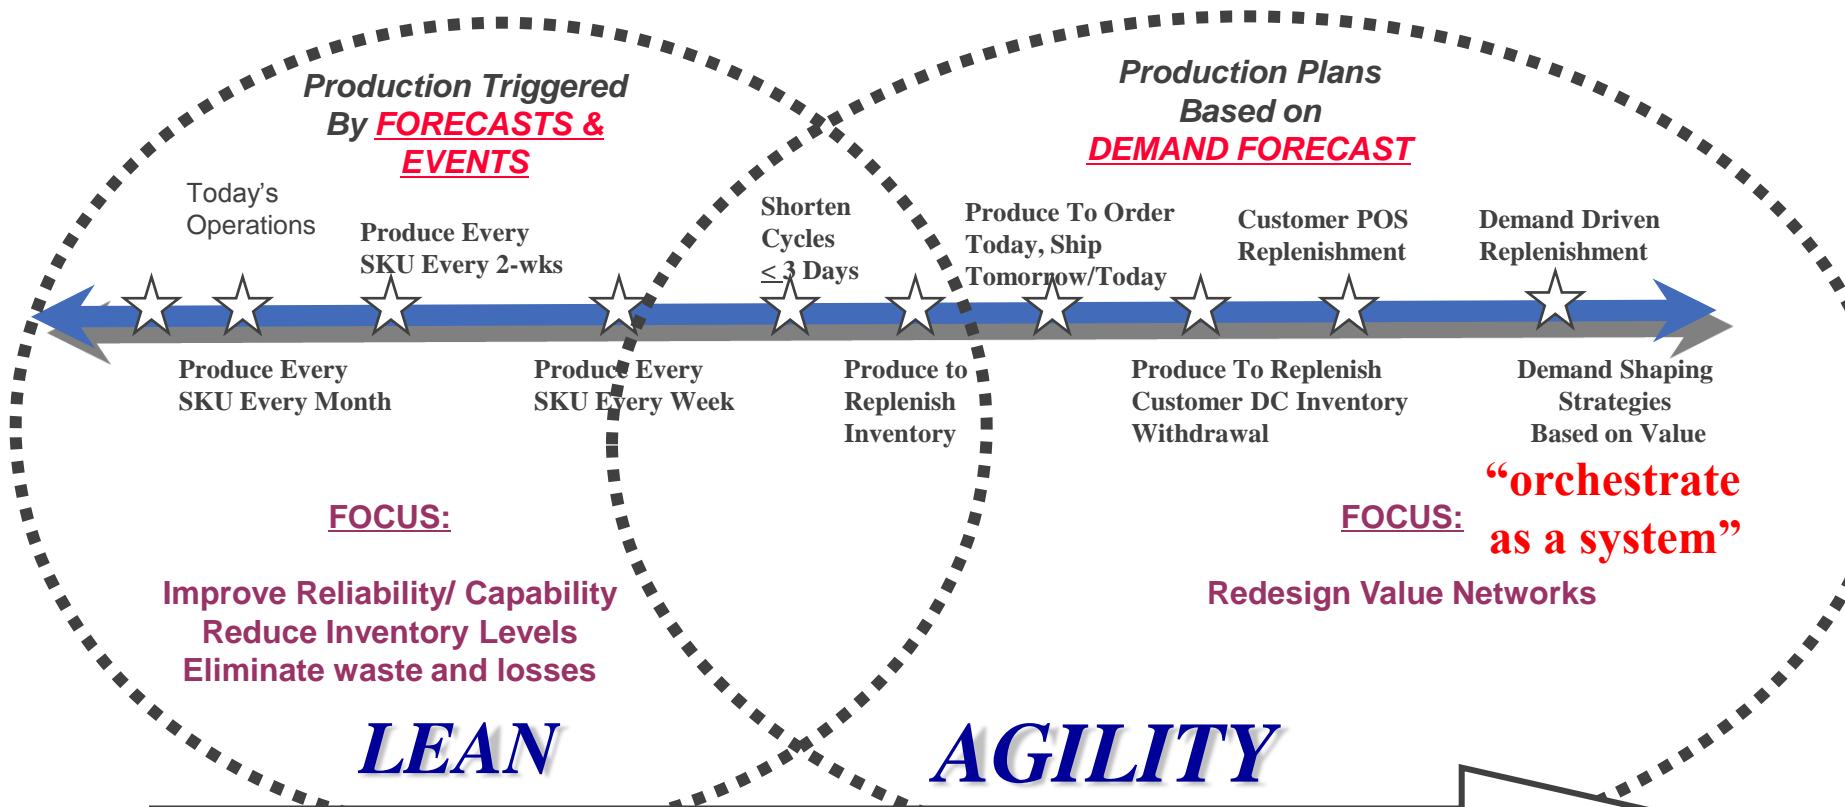 Production Triggered
By FORECASTS &
EVENTS
Production Plans
Based on
DEMAND FORECAST
Today’s
Operations
Produce Every
SKU Every 2-wks
Shorten
Cycles
< 3 Days
Produce To Order
Today, Ship
Tomorrow/Today
Customer POS
Replenishment
Demand Driven
Replenishment
Produce Every
SKU Every Month
Produce Every
SKU Every Week
Produce to
Replenish
Inventory
Produce To Replenish
Customer DC Inventory
Withdrawal
Demand Shaping
Strategies
Based on Value
“orchestrate
as a system”
FOCUS:
Improve Reliability/ Capability
Reduce Inventory Levels
Eliminate waste and losses
FOCUS:
Redesign Value Networks
LEAN
AGILITY